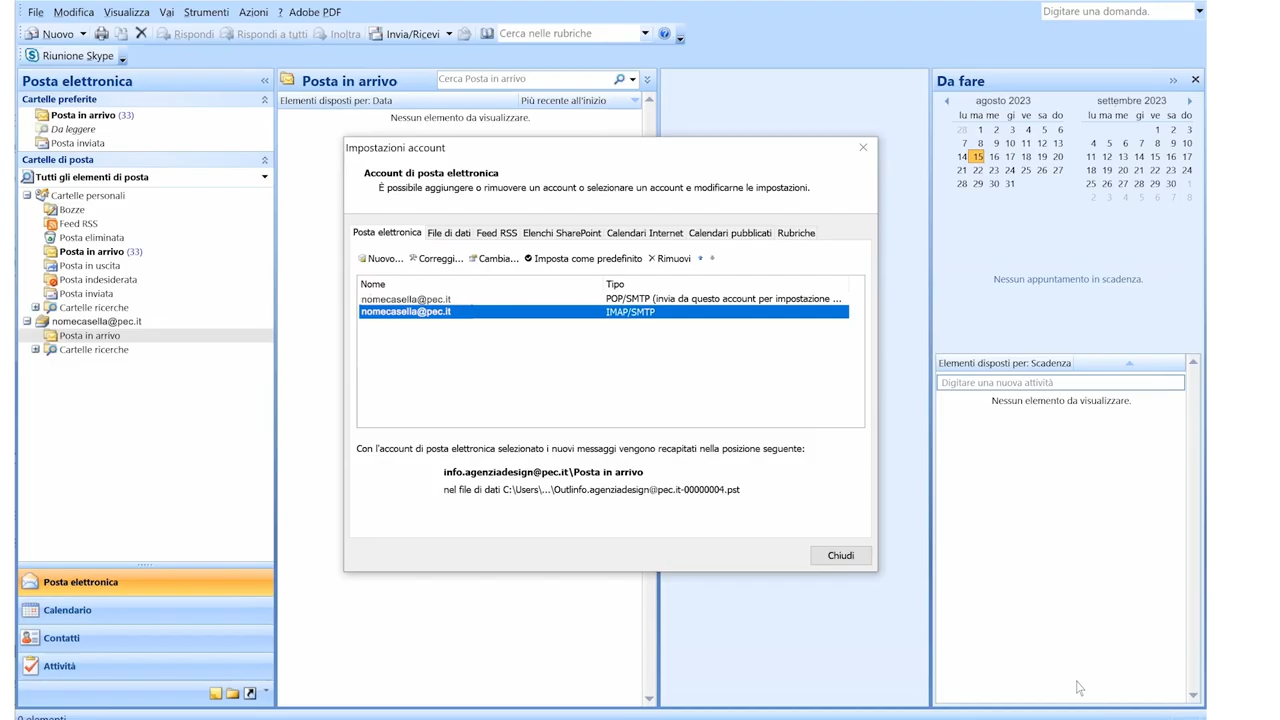 File Modifica Visualizza Vai Strumenti Azioni ? Adobe PDF
Digitare una domanda.
Nuovo Rispondi Rispondi a tutti Inoltra Invia/Ricevi Cerca nelle rubriche
Riunione Skype
Posta elettronica
Cartelle preferite
Posta in arrivo (33)
Da leggere
Posta inviata
Cartelle di posta
Tutti gli elementi di posta
Cartelle personali
Bozze
Feed RSS
Posta eliminata
Posta in arrivo (33)
Posta in uscita
Posta indesiderata
Posta inviata
Cartelle ricerche
nomecasella@pec.it
Posta in arrivo
Cartelle ricerche
Posta elettronica
Calendario
Contatti
Attività
0 elementi
Posta in arrivo
Cerca Posta in arrivo
Elementi disposti per: Data Più recente all'inizio
Nessun elemento da visualizzare.
Impostazioni account
Account di posta elettronica
È possibile aggiungere o rimuovere un account o selezionare un account e modificarne le impostazioni.
Posta elettronica File di dati Feed RSS Elenchi SharePoint Calendari Internet Calendari pubblicati Rubriche
Nuovo... Correggi... Cambia... Imposta come predefinito Rimuovi
Nome Tipo
nomecasella@pec.it POP/SMTP (invia da questo account per impostazione ...
nomecasella@pec.it IMAP/SMTP
Con l'account di posta elettronica selezionato i nuovi messaggi vengono recapitati nella posizione seguente:
info.agenziadesign@pec.it\Posta in arrivo
nel file di dati C:\Users\...\Outlinfo.agenziadesign@pec.it-00000004.pst
Chiudi
Da fare
agosto 2023
lu ma me gi ve sa do
28 1 2 3 4 5 6
7 8 9 10 11 12 13
14 15 16 17 18 19 20
21 22 23 24 25 26 27
28 29 30 31
settembre 2023
lu ma me gi ve sa do
1 2 3
4 5 6 7 8 9 10
11 12 13 14 15 16 17
18 19 20 21 22 23 24
25 26 27 28 29 30 1
2 3 4 5 6 7 8
Nessun appuntamento in scadenza.
Elementi disposti per: Scadenza
Digitare una nuova attività
Nessun elemento da visualizzare.